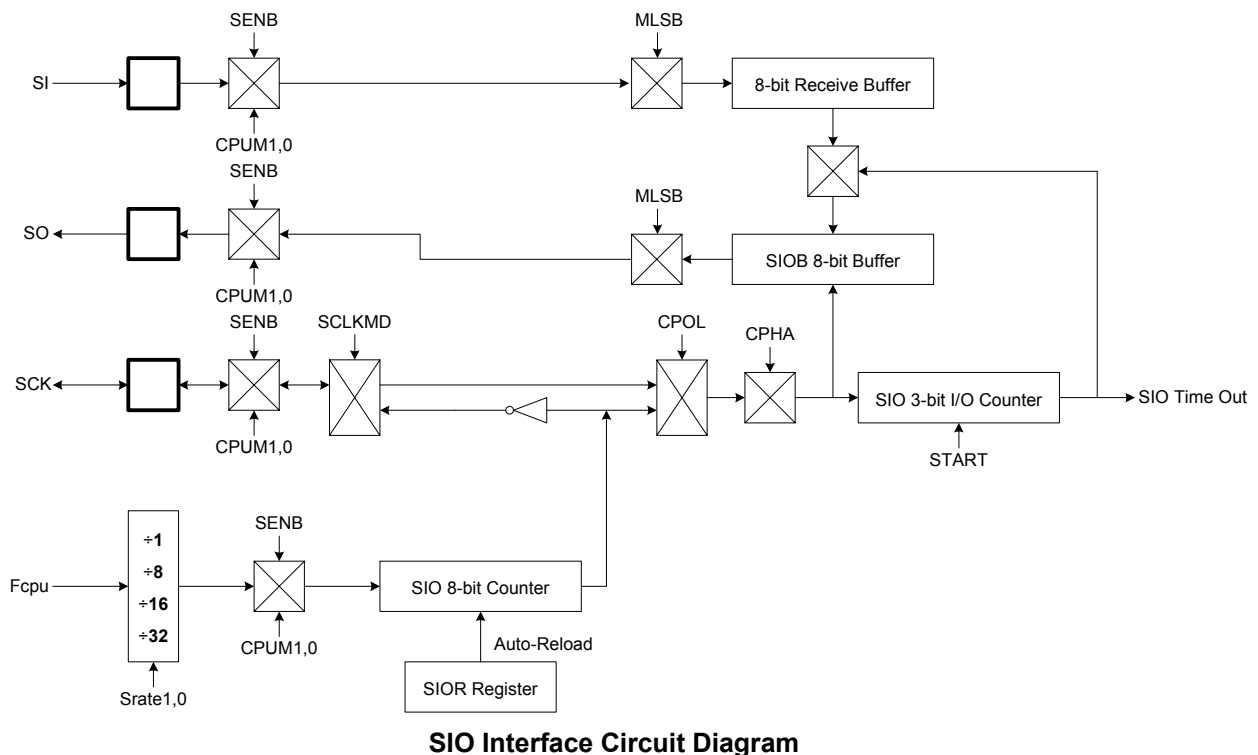 SENB
MLSB
SI
8-bit Receive Buffer
CPUM1,0
SENB
MLSB
SO
SIOB 8-bit Buffer
CPUM1,0
SENB
SCLKMD
CPOL
CPHA
SCK
SIO 3-bit I/O Counter
SIO Time Out
CPUM1,0
START
SENB
÷1
÷8
÷16
÷32
Fcpu
SIO 8-bit Counter
CPUM1,0
Auto-Reload
Srate1,0
SIOR Register
SIO Interface Circuit Diagram